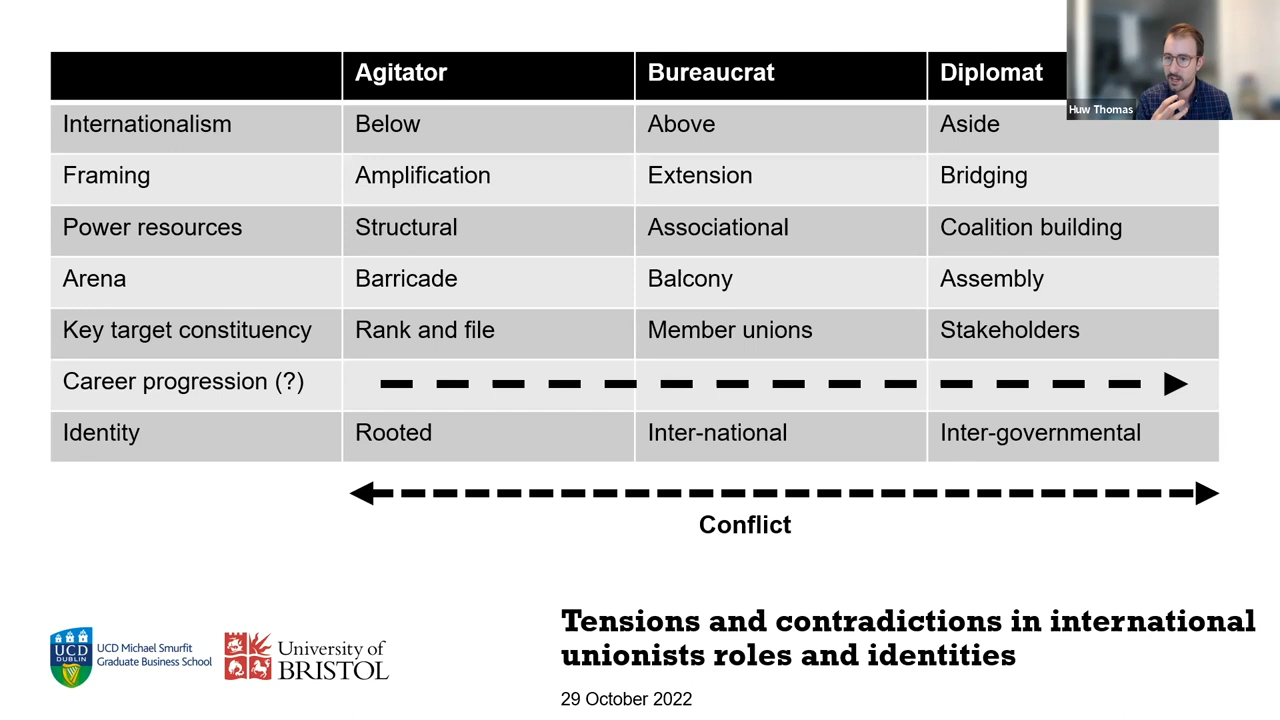 Agitator Bureaucrat Diplomat
Huw Thomas
Internationalism Below Above Aside
Framing Amplification Extension Bridging
Power resources Structural Associational Coalition building
Arena Barricade Balcony Assembly
Key target constituency Rank and file Member unions Stakeholders
Career progression (?)
Identity Rooted Inter-national Inter-governmental
Conflict
UCD
DUBLIN
UCD Michael Smurfit
Graduate Business School
University of
BRISTOL
Tensions and contradictions in international
unionists roles and identities
29 October 2022